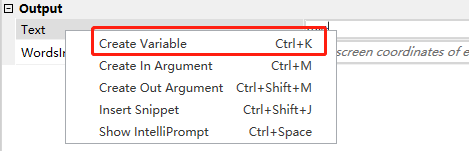 Output
Text
Create Variable Ctrl+K
WordsIn
screen coordinates of e
Create In Argument Ctrl+M
Create Out Argument Ctrl+Shift+M
Insert Snippet Ctrl+Shift+J
Show IntelliPrompt Ctrl+Space